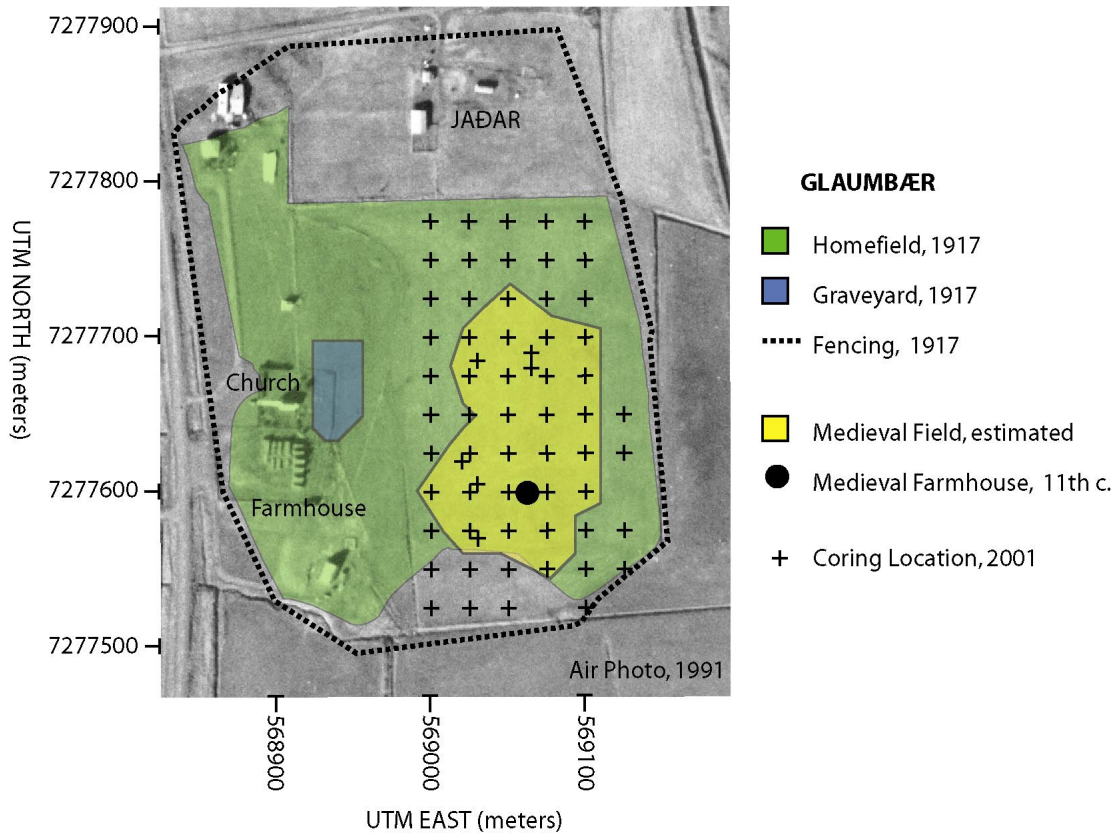 7277900
7277800
7277700
7277600
7277500
UTM NORTH (meters)
JAÐAR
Church
Farmhouse
Air Photo, 1991
568900
569000
569100
UTM EAST (meters)
GLAUMBÆR
Homefield, 1917
Graveyard, 1917
Fencing, 1917
Medieval Field, estimated
Medieval Farmhouse, 11th c.
Coring Location, 2001